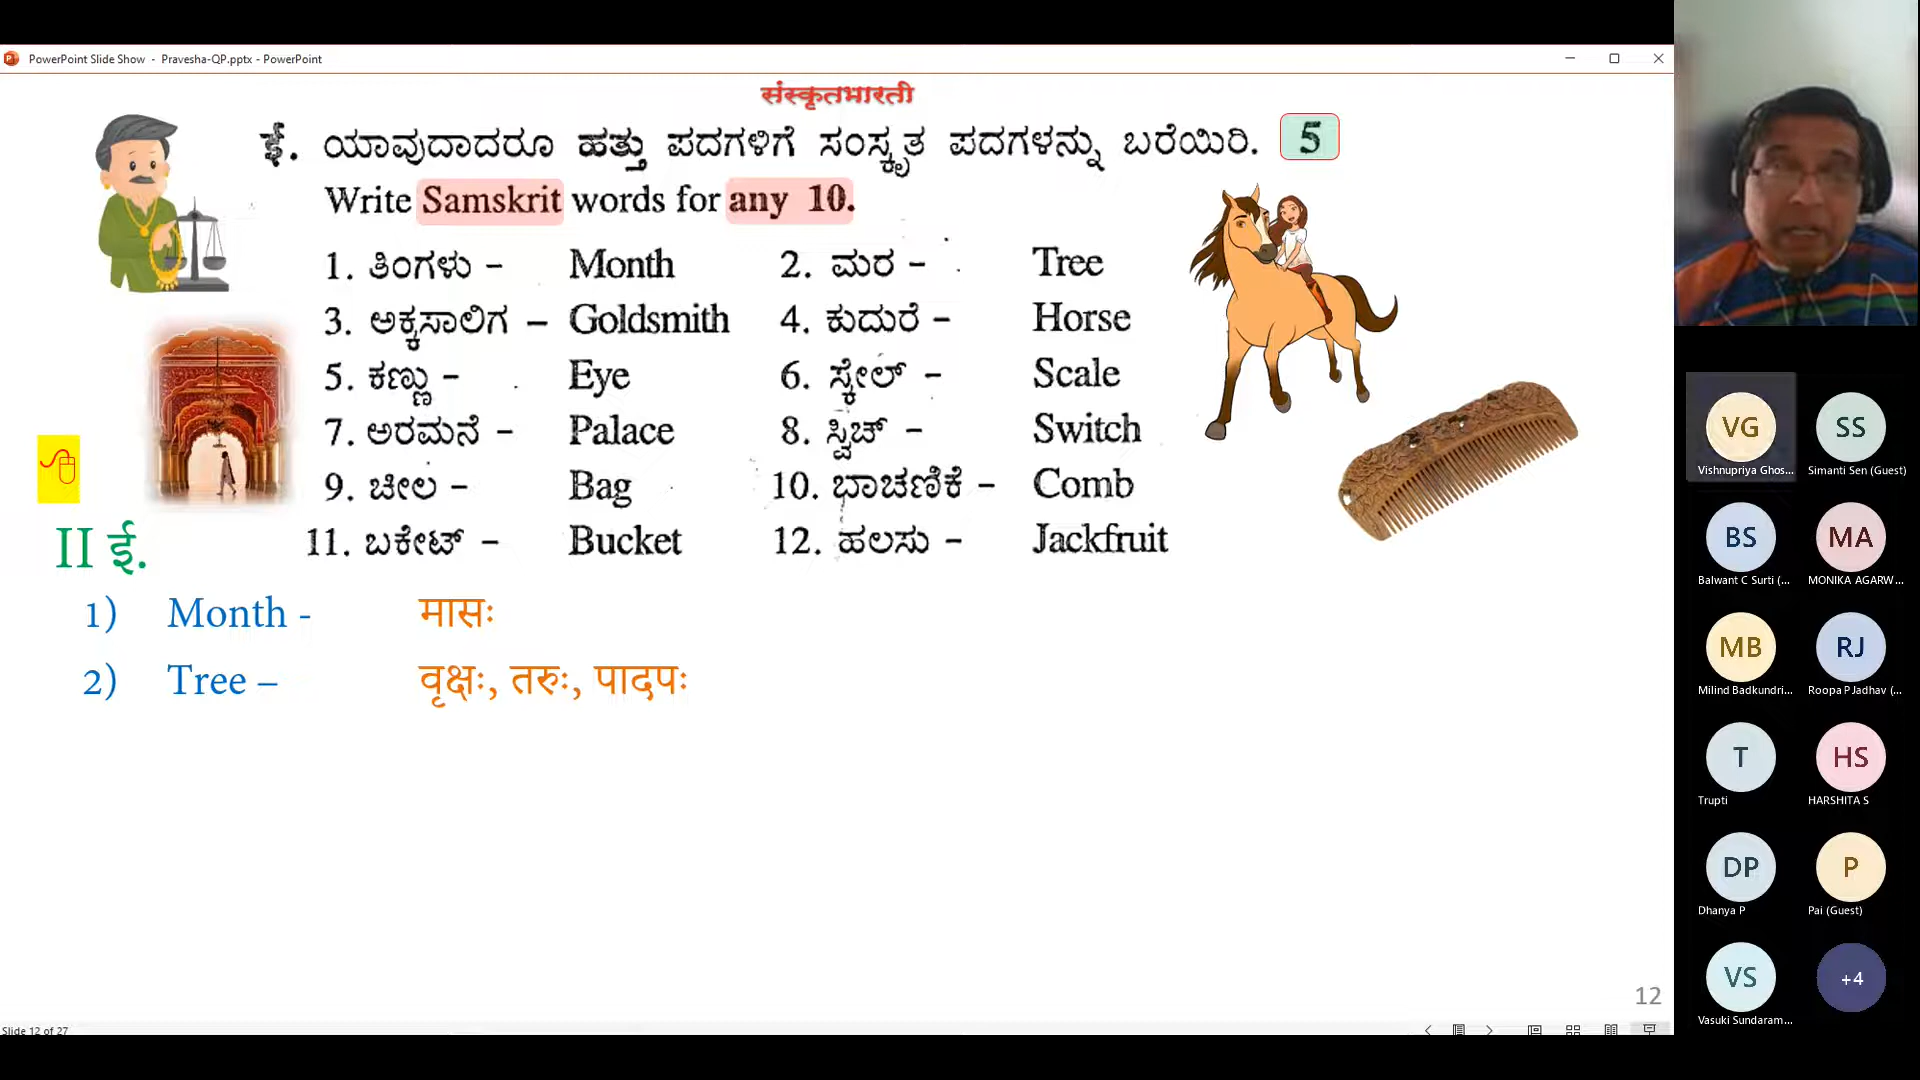 PowerPoint Slide Show - Pravesha-QP.pptx - PowerPoint
संस्कृतभारती
ಈ. ಯಾವುದಾದರೂ ಹತ್ತು ಪದಗಳಿಗೆ ಸಂಸ್ಕೃತ ಪದಗಳನ್ನು ಬರೆಯಿರಿ. 5
Write Samskrit words for any 10.
1. ತಿಂಗಳು – Month 2. ಮರ – Tree
3. ಅಕ್ಕಸಾಲಿಗ – Goldsmith 4. ಕುದುರೆ – Horse
5. ಕಣ್ಣು – Eye 6. ಸ್ಕೇಲ್ – Scale
7. ಅರಮನೆ – Palace 8. ಸ್ವಿಚ್ – Switch
9. ಚೀಲ – Bag 10. ಭಾಚಣಿಕೆ – Comb
11. ಬಕೇಟ್ – Bucket 12. ಹಲಸು – Jackfruit
II ई.
1) Month - मासः
2) Tree – वृक्षः, तरुः, पादपः
12
Slide 12 of 27
VG SS
Vishnupriya Ghos... Simanti Sen (Guest)
BS MA
Balwant C Surti (... MONIKA AGARW...
MB RJ
Milind Badkundri... Roopa P Jadhav (...
T HS
Trupti HARSHITA S
DP P
Dhanya P Pai (Guest)
VS +4
Vasuki Sundaram...